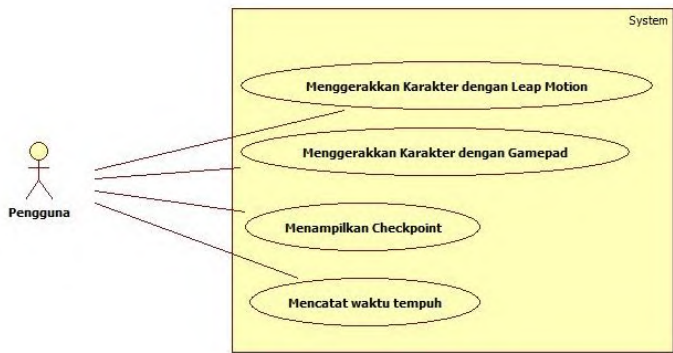 System
Menggerakkan Karakter dengan Leap Motion
Menggerakkan Karakter dengan Gamepad
Pengguna
Menampilkan Checkpoint
Mencatat waktu tempuh